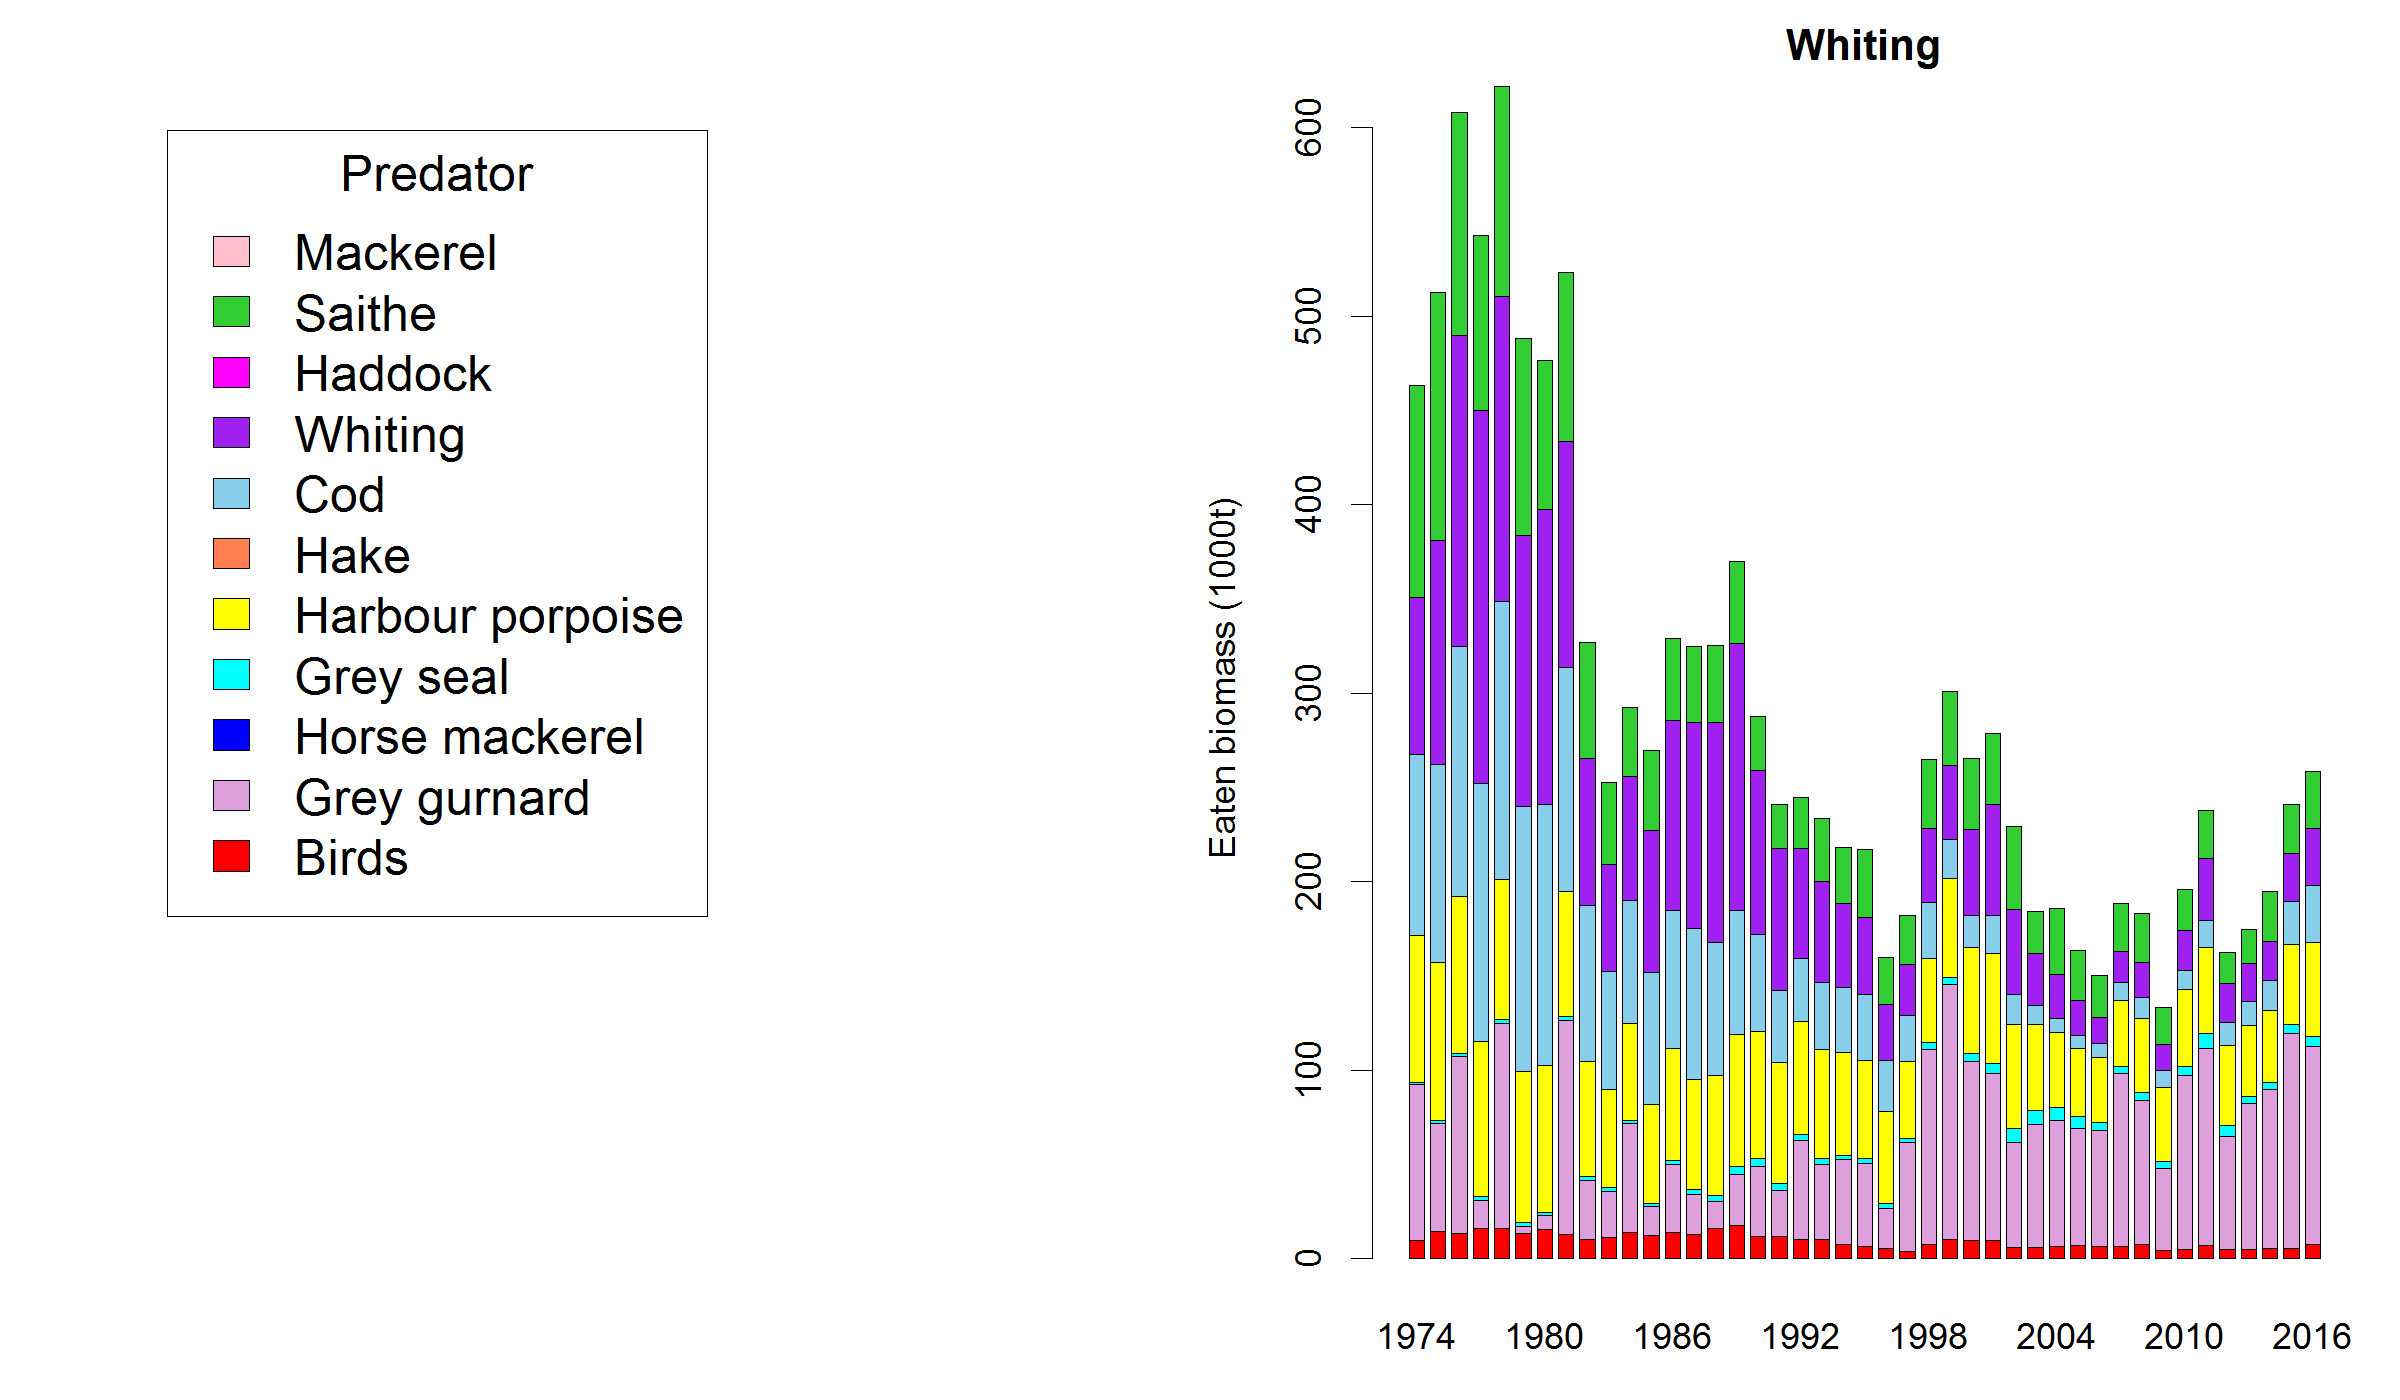 Whiting
Predator
Mackerel
Saithe
Haddock
Whiting
Cod
Hake
Harbour porpoise
Grey seal
Horse mackerel
Grey gurnard
Birds
Eaten biomass (1000t)
600
500
400
300
200
100
0
1974 1980 1986 1992 1998 2004 2010 2016